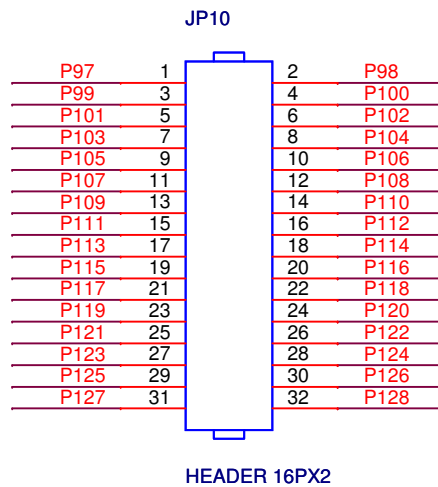 JP10
P97 1 2 P98
P99 3 4 P100
P101 5 6 P102
P103 7 8 P104
P105 9 10 P106
P107 11 12 P108
P109 13 14 P110
P111 15 16 P112
P113 17 18 P114
P115 19 20 P116
P117 21 22 P118
P119 23 24 P120
P121 25 26 P122
P123 27 28 P124
P125 29 30 P126
P127 31 32 P128
HEADER 16PX2